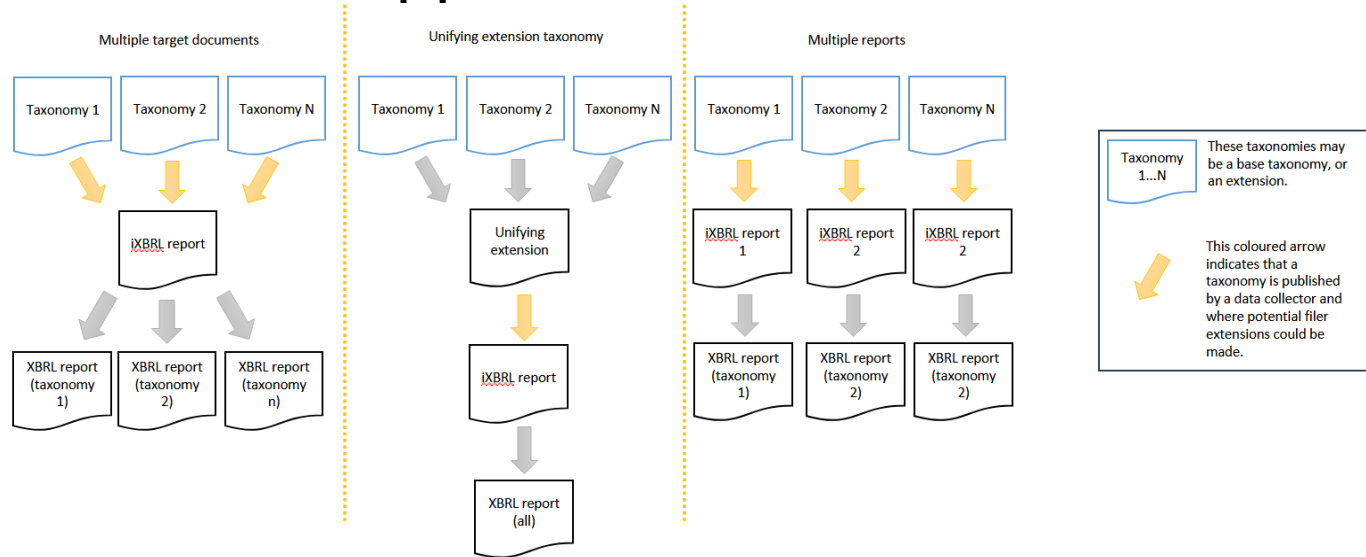 Multiple target documents
Unifying extension taxonomy
Multiple reports
Taxonomy 1
Taxonomy 2
Taxonomy N
Taxonomy 1
Taxonomy 2
Taxonomy N
Taxonomy 1
Taxonomy 2
Taxonomy N
iXBRL report
Unifying
extension
iXBRL report
1
iXBRL report
2
iXBRL report
2
XBRL report
(taxonomy
1)
XBRL report
(taxonomy
2)
XBRL report
(taxonomy
n)
iXBRL report
XBRL report
(taxonomy
1)
XBRL report
(taxonomy
2)
XBRL report
(taxonomy
2)
XBRL report
(all)
Taxonomy
1...N
These taxonomies may
be a base taxonomy, or
an extension.
This coloured arrow
indicates that a
taxonomy is published
by a data collector and
where potential filer
extensions could be
made.